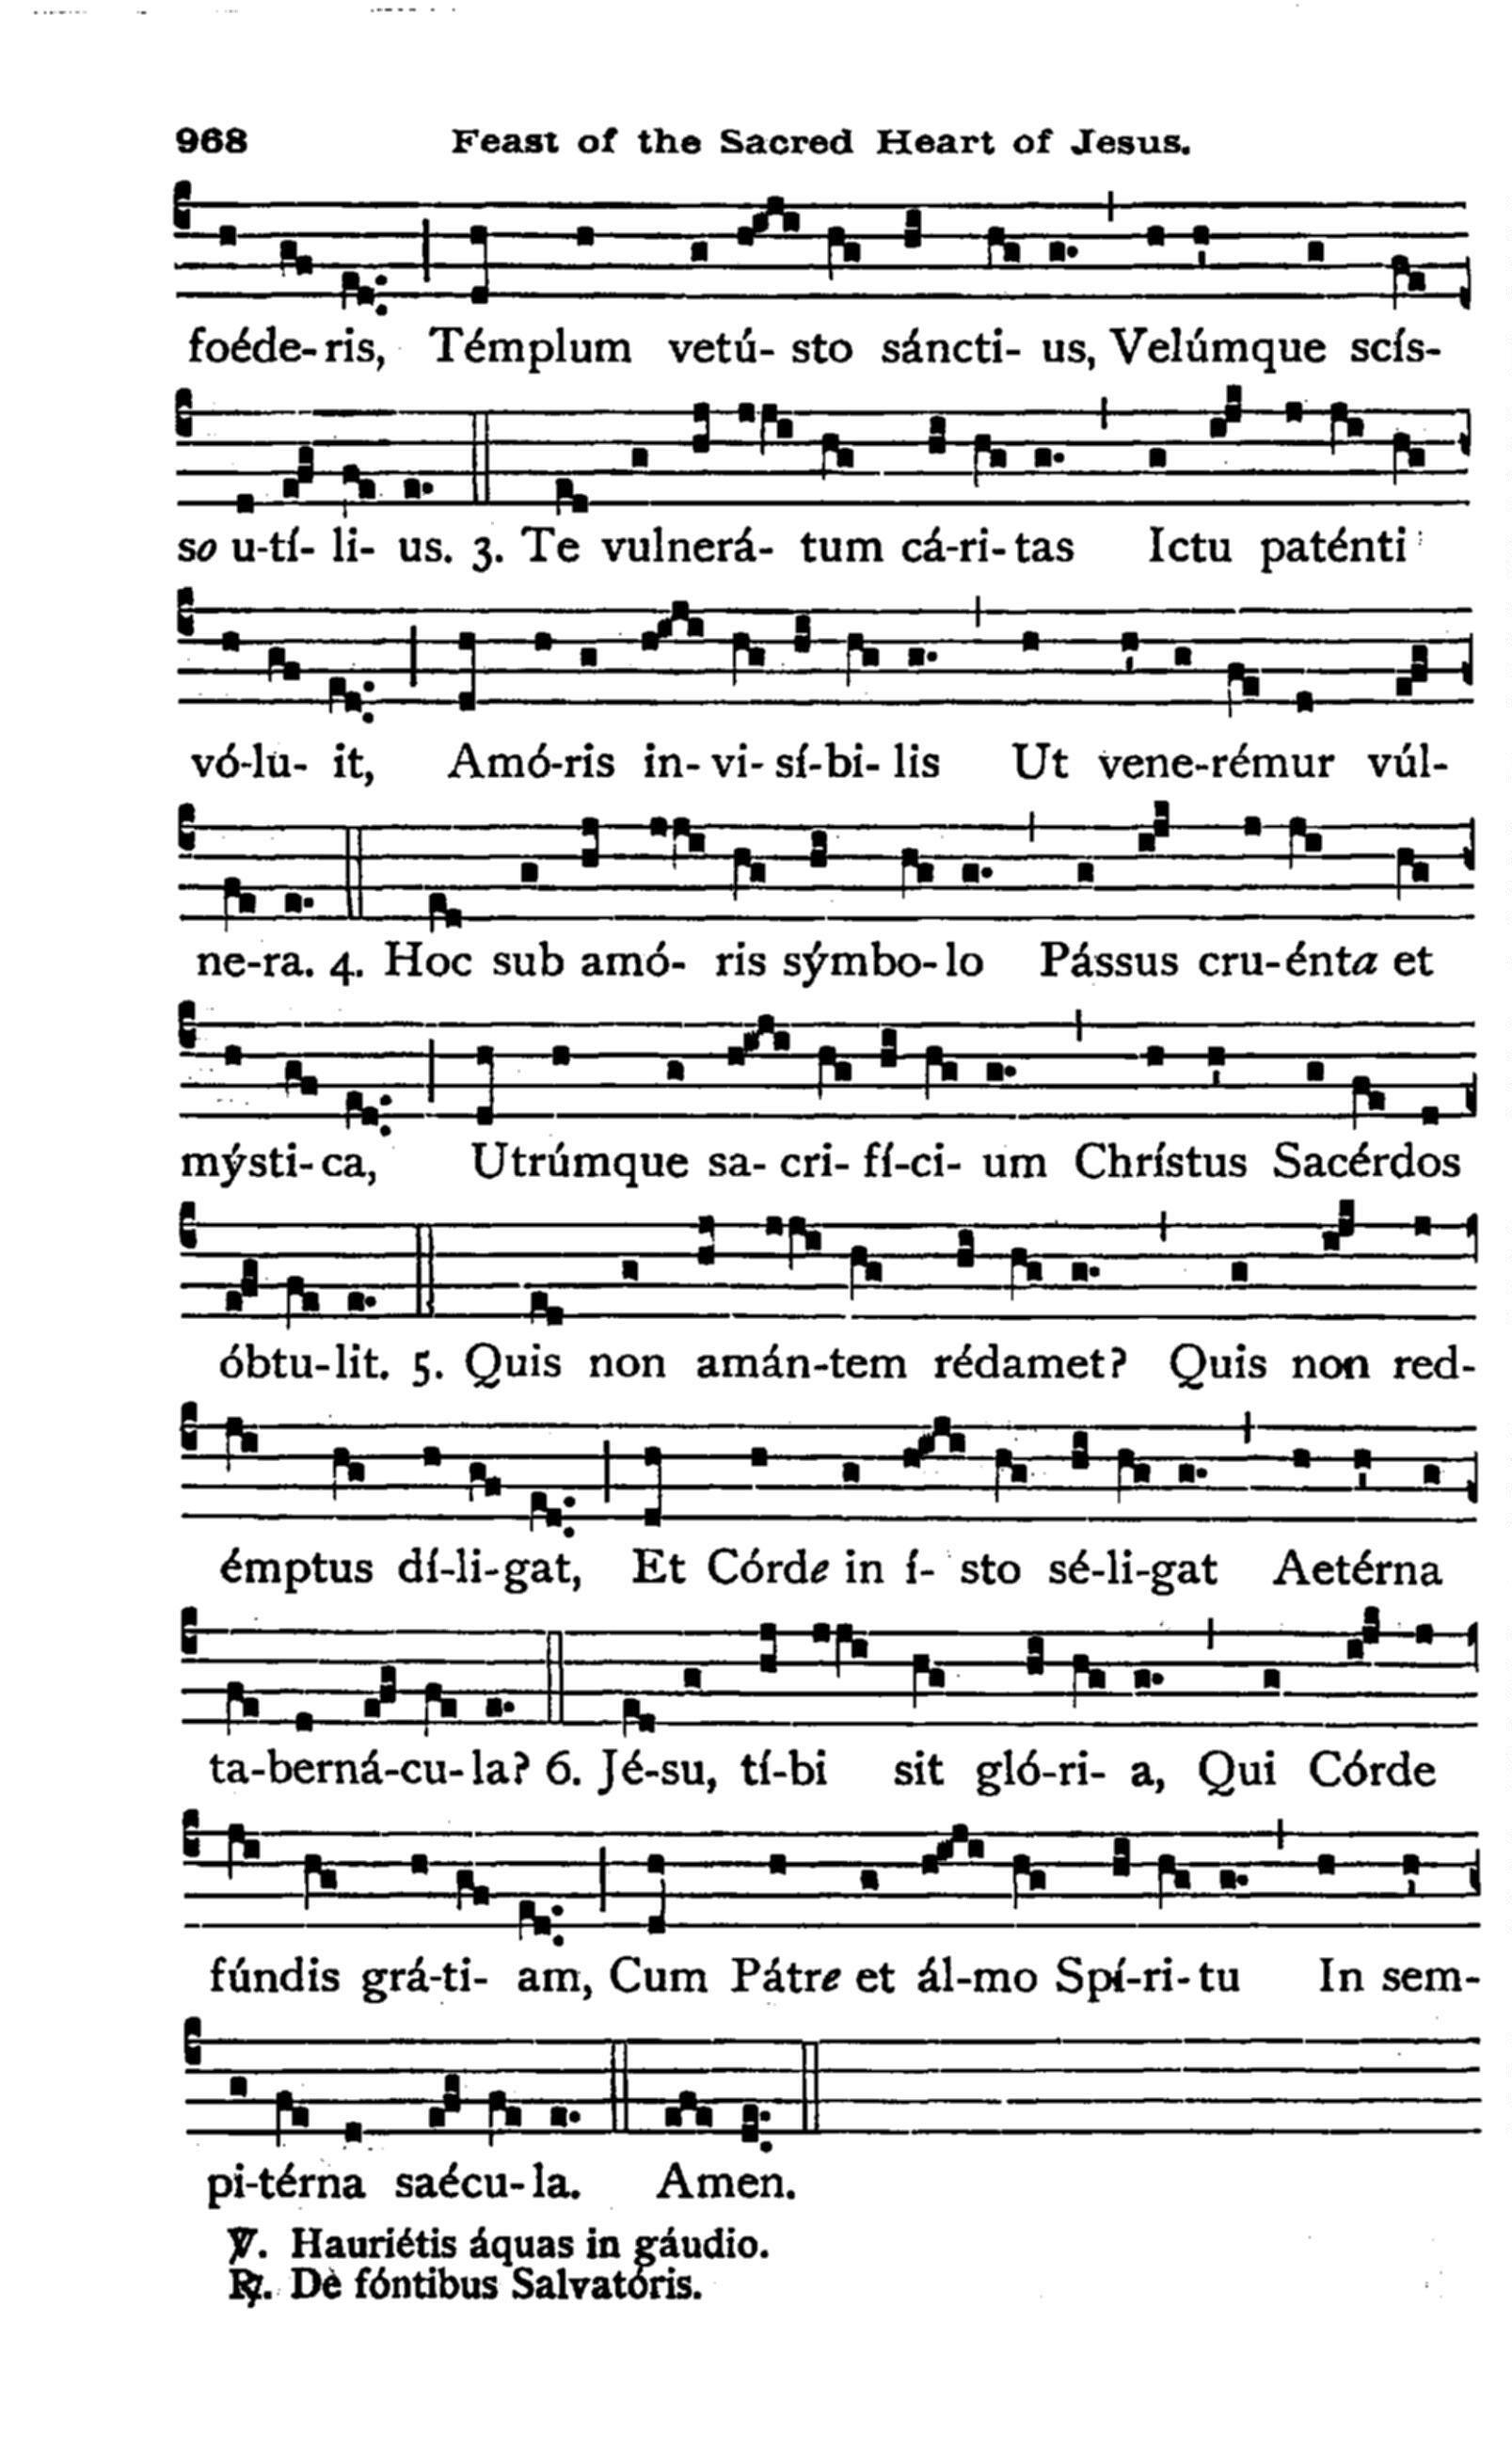 968 Feast of the Sacred Heart of Jesus.
foéde-ris, Témplum vetú- sto sáncti- us, Velúmque scís-
so u-tí- li- us. 3. Te vulnerá- tum cá-ri-tas Ictu paténti
vó-lu- it, Amó-ris in- vi- sí-bi- lis Ut vene-rémur vúl-
ne-ra. 4. Hoc sub amó- ris sýmbo-lo Pássus cru-énta et
mýsti-ca, Utrúmque sa- cri- fí-ci- um Chrístus Sacérdos
óbtu-lit. 5. Quis non amán-tem rédamet? Quis non red-
émptus dí-li-gat, Et Córde in í- sto sé-li-gat Aetérna
ta-berná-cu-la? 6. Jé-su, tí-bi sit gló-ri- a, Qui Córde
fúndis grá-ti- am, Cum Pátre et ál-mo Spí-ri-tu In sem-
pi-térna saécu-la. Amen.
℣. Hauriétis áquas in gáudio.
℟. De fóntibus Salvatóris.